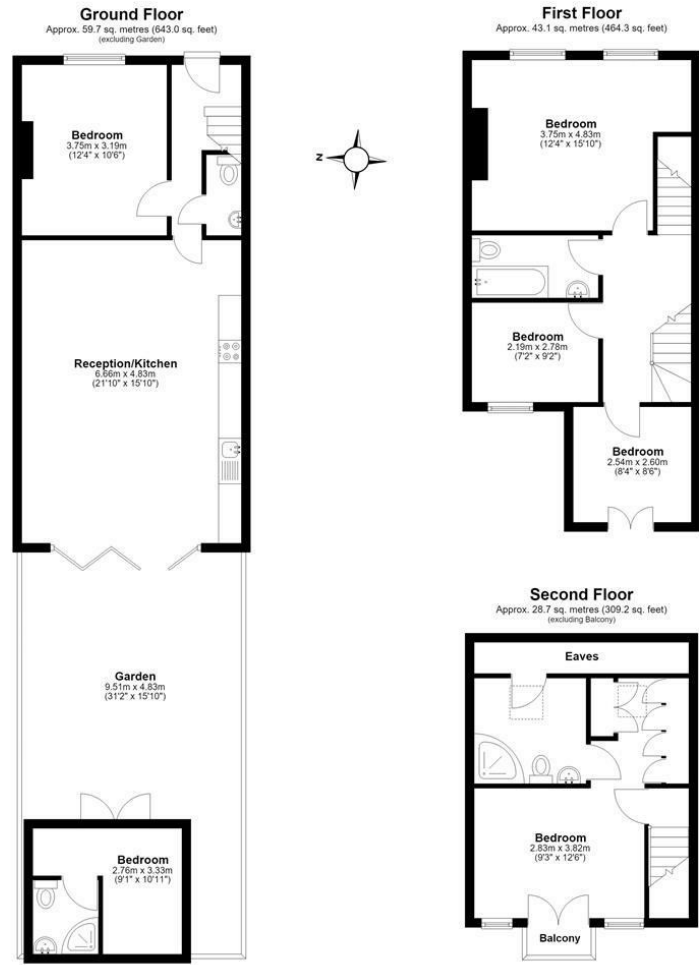 Ground Floor
Approx. 59.7 sq. metres (643.0 sq. feet)
(excluding Garden)
Bedroom
3.75m x 3.19m
(12'4" x 10'6")
Reception/Kitchen
6.66m x 4.83m
(21'10" x 15'10")
Garden
9.51m x 4.83m
(31'2" x 15'10")
Bedroom
2.76m x 3.33m
(9'1" x 10'11")
N
First Floor
Approx. 43.1 sq. metres (464.3 sq. feet)
Bedroom
3.75m x 4.83m
(12'4" x 15'10")
Bedroom
2.19m x 2.78m
(7'2" x 9'2")
Bedroom
2.54m x 2.60m
(8'4" x 8'6")
Second Floor
Approx. 28.7 sq. metres (309.2 sq. feet)
(excluding Balcony)
Eaves
Bedroom
2.83m x 3.82m
(9'3" x 12'6")
Balcony